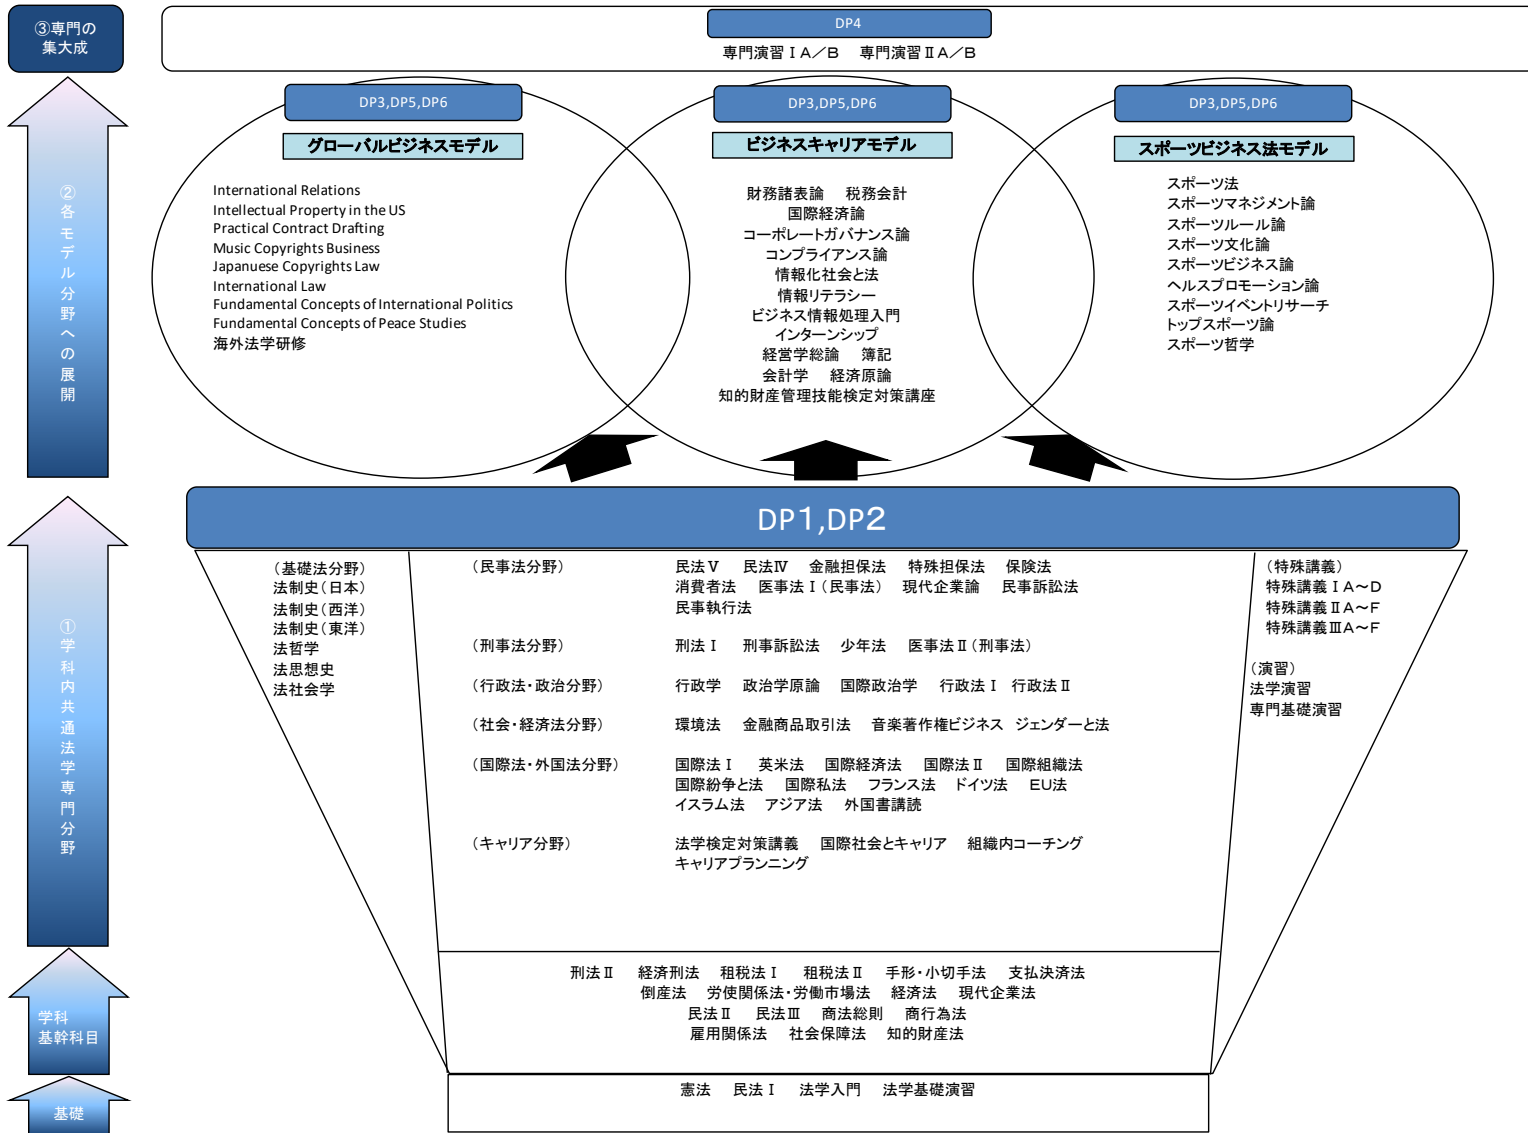 ③専門の
集大成
DP4
専門演習ⅠA／B　専門演習ⅡA／B
②各モデル分野への展開
DP3,DP5,DP6
グローバルビジネスモデル
International Relations
Intellectual Property in the US
Practical Contract Drafting
Music Copyrights Business
Japanuese Copyrights Law
International Law
Fundamental Concepts of International Politics
Fundamental Concepts of Peace Studies
海外法学研修
DP3,DP5,DP6
ビジネスキャリアモデル
財務諸表論　税務会計
国際経済論
コーポレートガバナンス論
コンプライアンス論
情報化社会と法
情報リテラシー
ビジネス情報処理入門
インターンシップ
経営学総論　簿記
会計学　経済原論
知的財産管理技能検定対策講座
DP3,DP5,DP6
スポーツビジネス法モデル
スポーツ法
スポーツマネジメント論
スポーツルール論
スポーツ文化論
スポーツビジネス論
ヘルスプロモーション論
スポーツイベントリサーチ
トップスポーツ論
スポーツ哲学
DP1,DP2
①学科内共通法学専門分野
（基礎法分野）
法制史（日本）
法制史（西洋）
法制史（東洋）
法哲学
法思想史
法社会学
（民事法分野）　民法Ⅴ　民法Ⅳ　金融担保法　特殊担保法　保険法
消費者法　医事法Ⅰ（民事法）　現代企業論　民事訴訟法
民事執行法
（刑事法分野）　刑法Ⅰ　刑事訴訟法　少年法　医事法Ⅱ（刑事法）
（行政法・政治分野）　行政学　政治学原論　国際政治学　行政法Ⅰ　行政法Ⅱ
（社会・経済法分野）　環境法　金融商品取引法　音楽著作権ビジネス　ジェンダーと法
（国際法・外国法分野）　国際法Ⅰ　英米法　国際経済法　国際法Ⅱ　国際組織法
国際紛争と法　国際私法　フランス法　ドイツ法　EU法
イスラム法　アジア法　外国書講読
（キャリア分野）　法学検定対策講義　国際社会とキャリア　組織内コーチング
キャリアプランニング
（特殊講義）
特殊講義ⅠA～D
特殊講義ⅡA～F
特殊講義ⅢA～F
（演習）
法学演習
専門基礎演習
学科
基幹科目
刑法Ⅱ　経済刑法　租税法Ⅰ　租税法Ⅱ　手形・小切手法　支払決済法
倒産法　労使関係法・労働市場法　経済法　現代企業法
民法Ⅱ　民法Ⅲ　商法総則　商行為法
雇用関係法　社会保障法　知的財産法
基礎
憲法　民法Ⅰ　法学入門　法学基礎演習